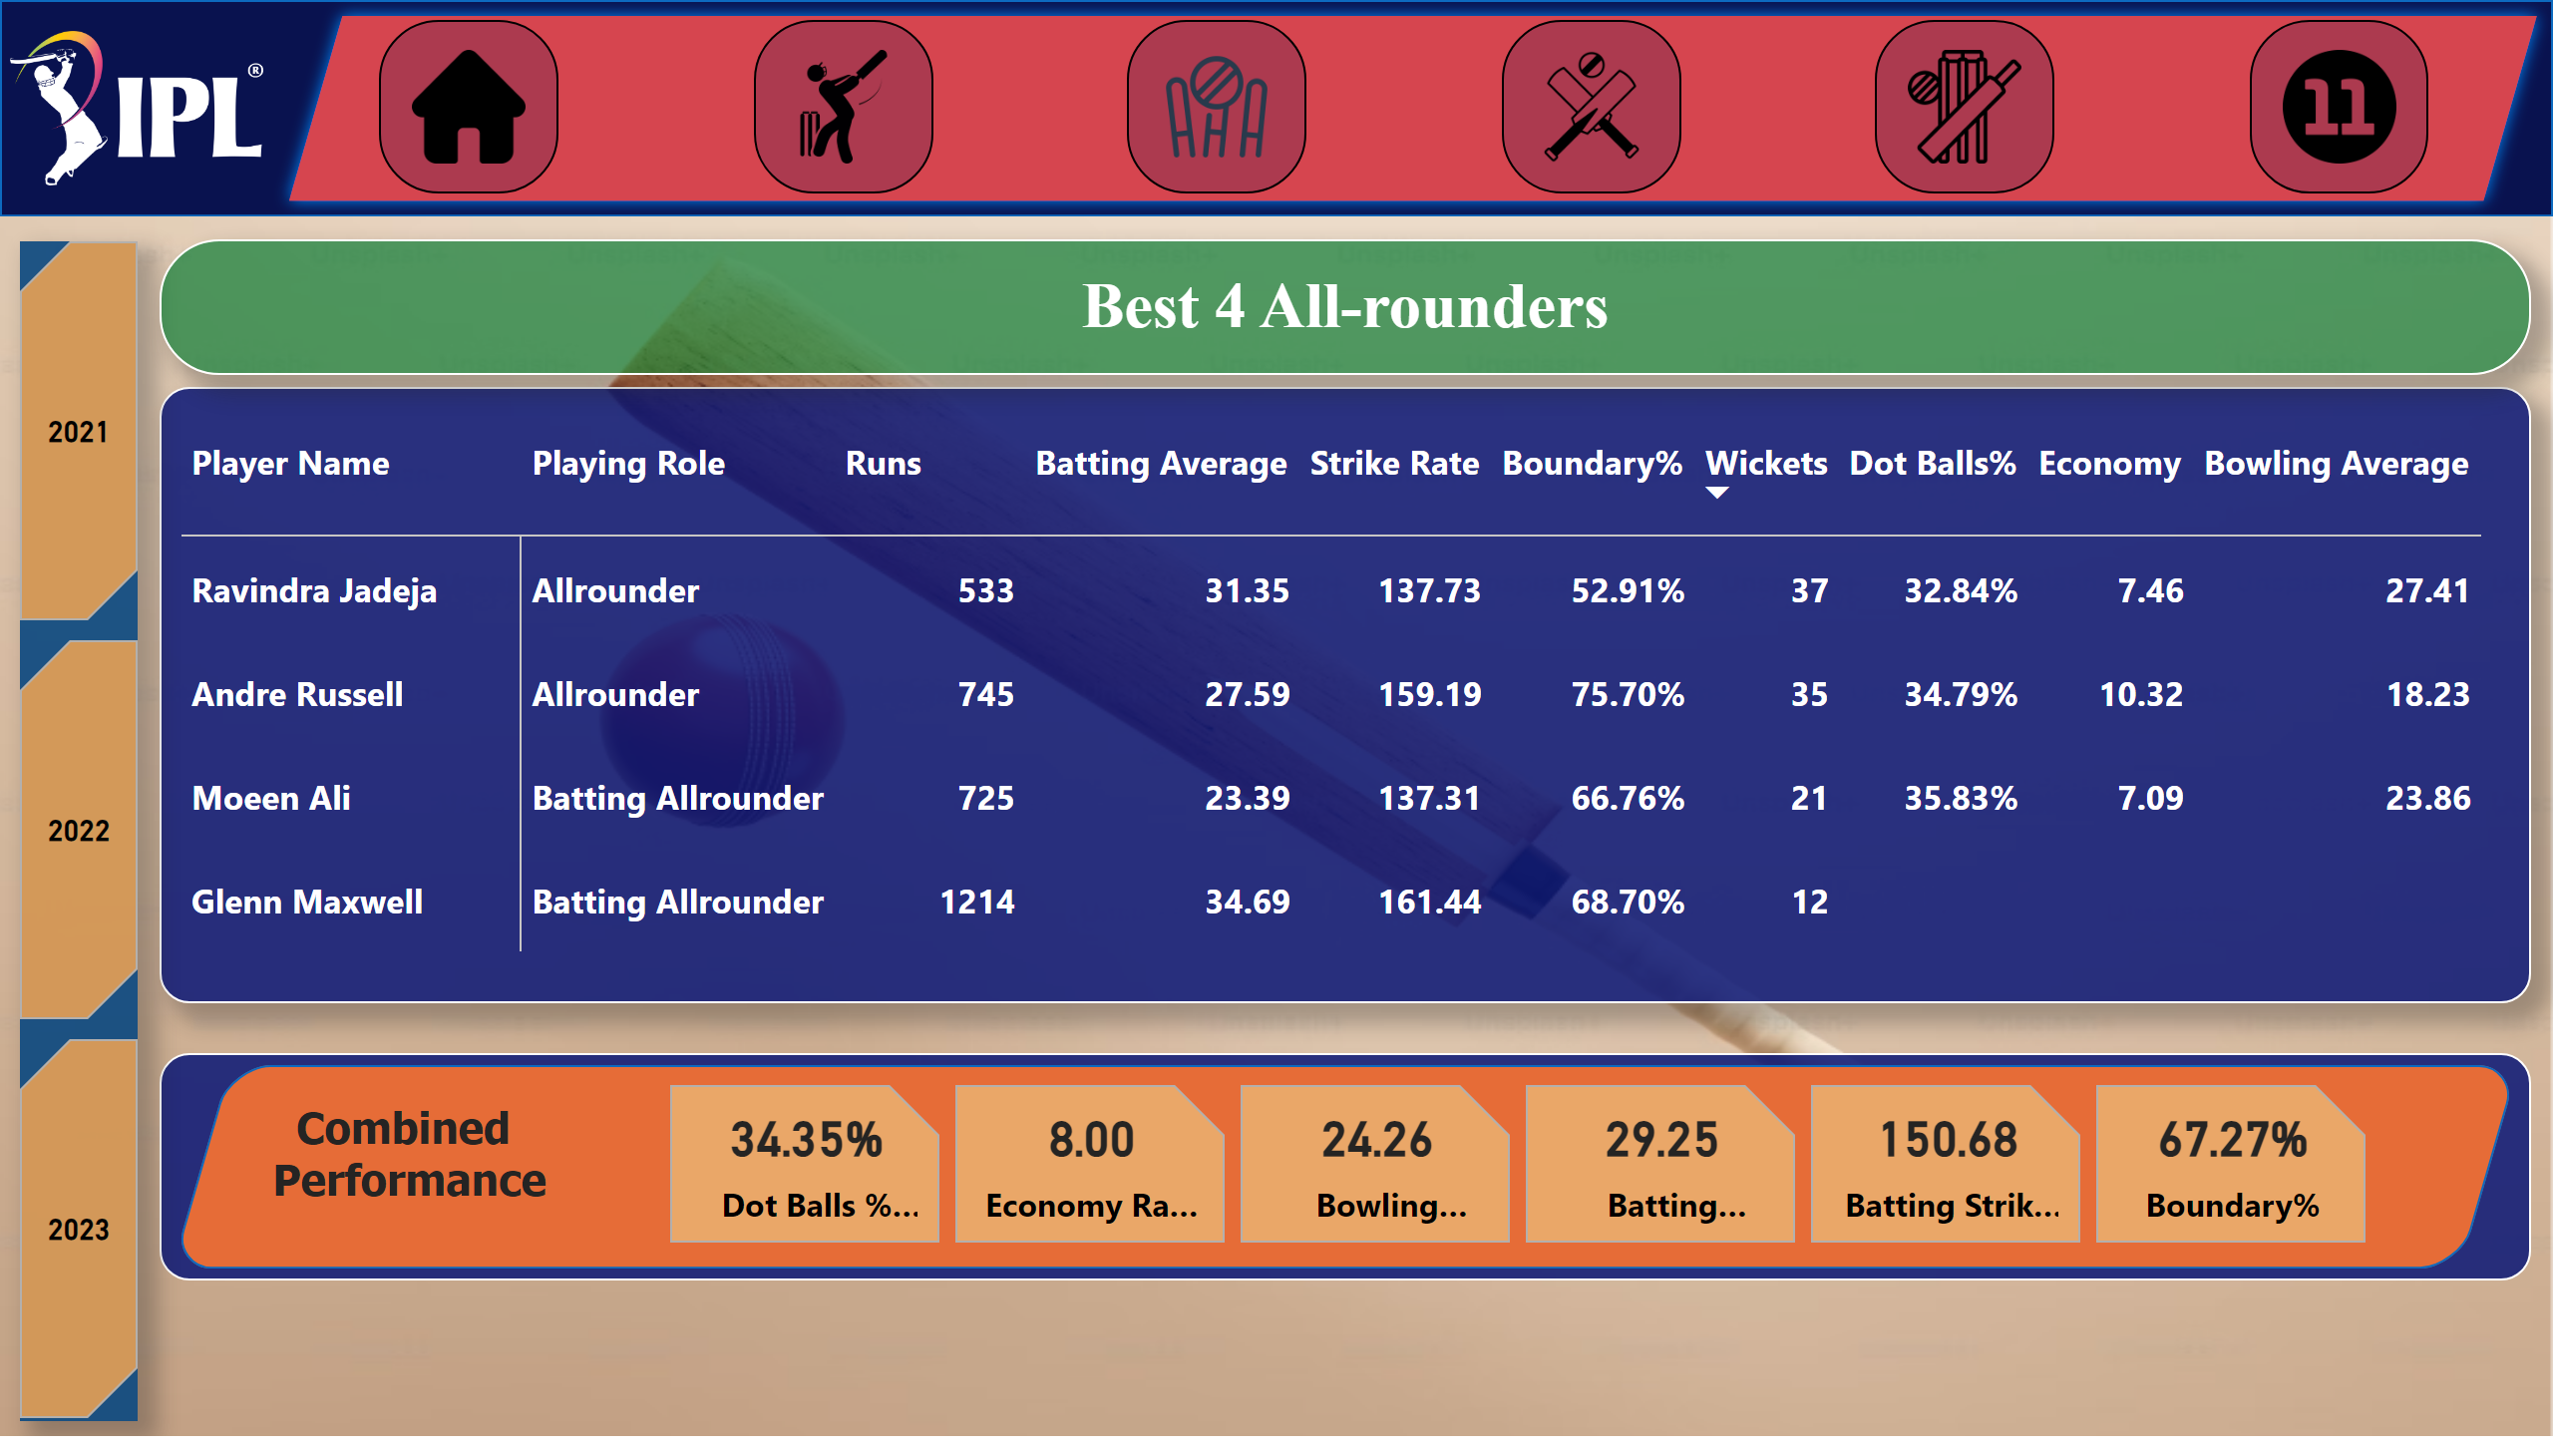 IPL®
11
Best 4 All-rounders
2021
2022
2023
Player Name Playing Role Runs Batting Average Strike Rate Boundary% Wickets Dot Balls% Economy Bowling Average
Ravindra Jadeja Allrounder 533 31.35 137.73 52.91% 37 32.84% 7.46 27.41
Andre Russell Allrounder 745 27.59 159.19 75.70% 35 34.79% 10.32 18.23
Moeen Ali Batting Allrounder 725 23.39 137.31 66.76% 21 35.83% 7.09 23.86
Glenn Maxwell Batting Allrounder 1214 34.69 161.44 68.70% 12
Combined
Performance
34.35% 8.00 24.26 29.25 150.68 67.27%
Dot Balls %... Economy Ra... Bowling... Batting... Batting Strik... Boundary%